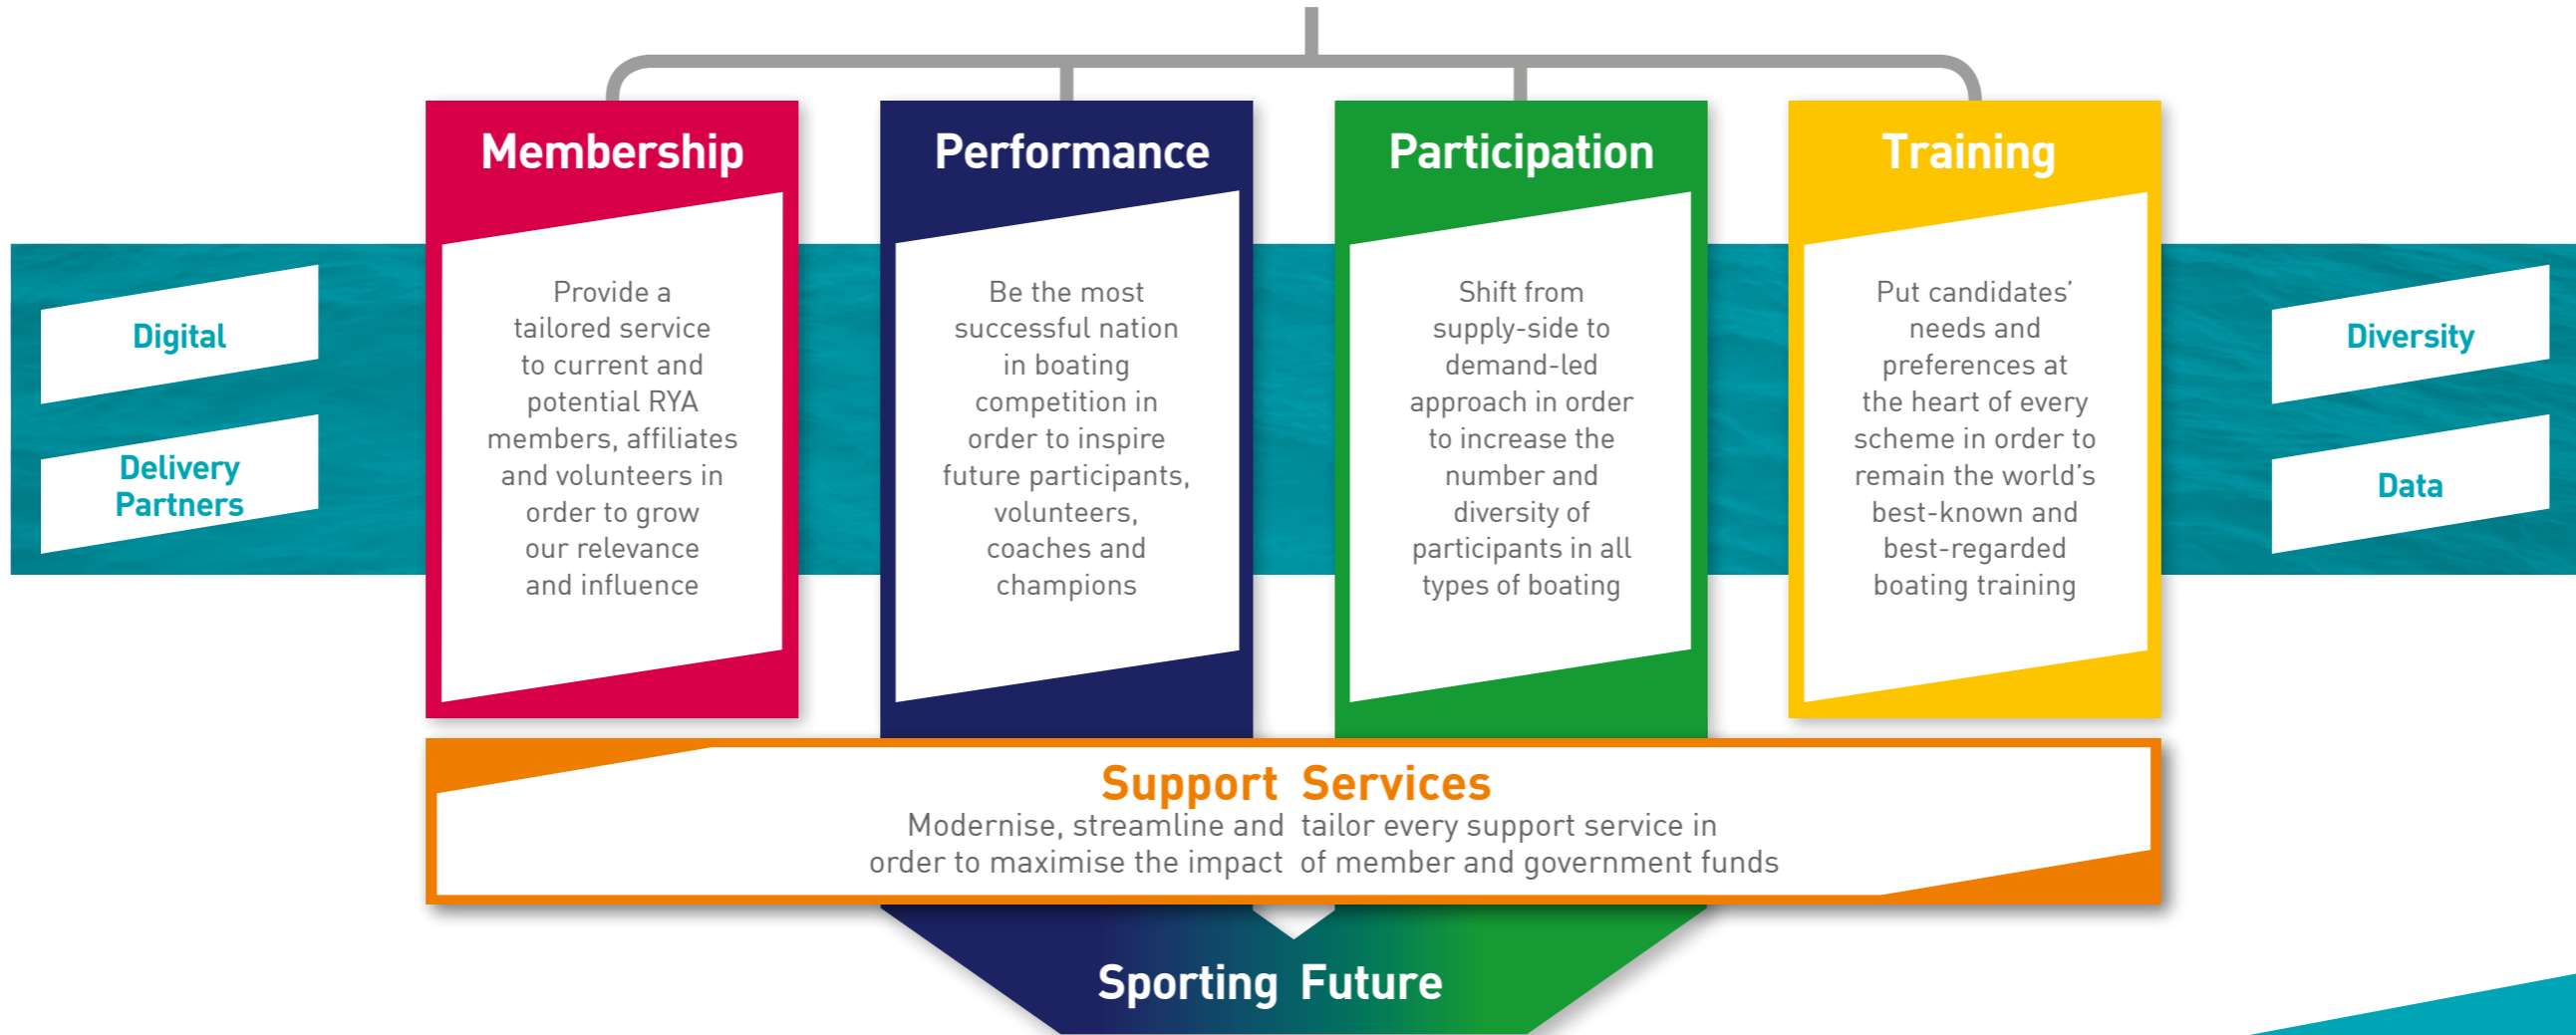 Membership
Provide a
tailored service
to current and
potential RYA
members, affiliates
and volunteers in
order to grow
our relevance
and influence
Performance
Be the most
successful nation
in boating
competition in
order to inspire
future participants,
volunteers,
coaches and
champions
Participation
Shift from
supply-side to
demand-led
approach in order
to increase the
number and
diversity of
participants in all
types of boating
Training
Put candidates’
needs and
preferences at
the heart of every
scheme in order to
remain the world’s
best-known and
best-regarded
boating training
Digital
Delivery
Partners
Diversity
Data
Support Services
Modernise, streamline and tailor every support service in
order to maximise the impact of member and government funds
Sporting Future